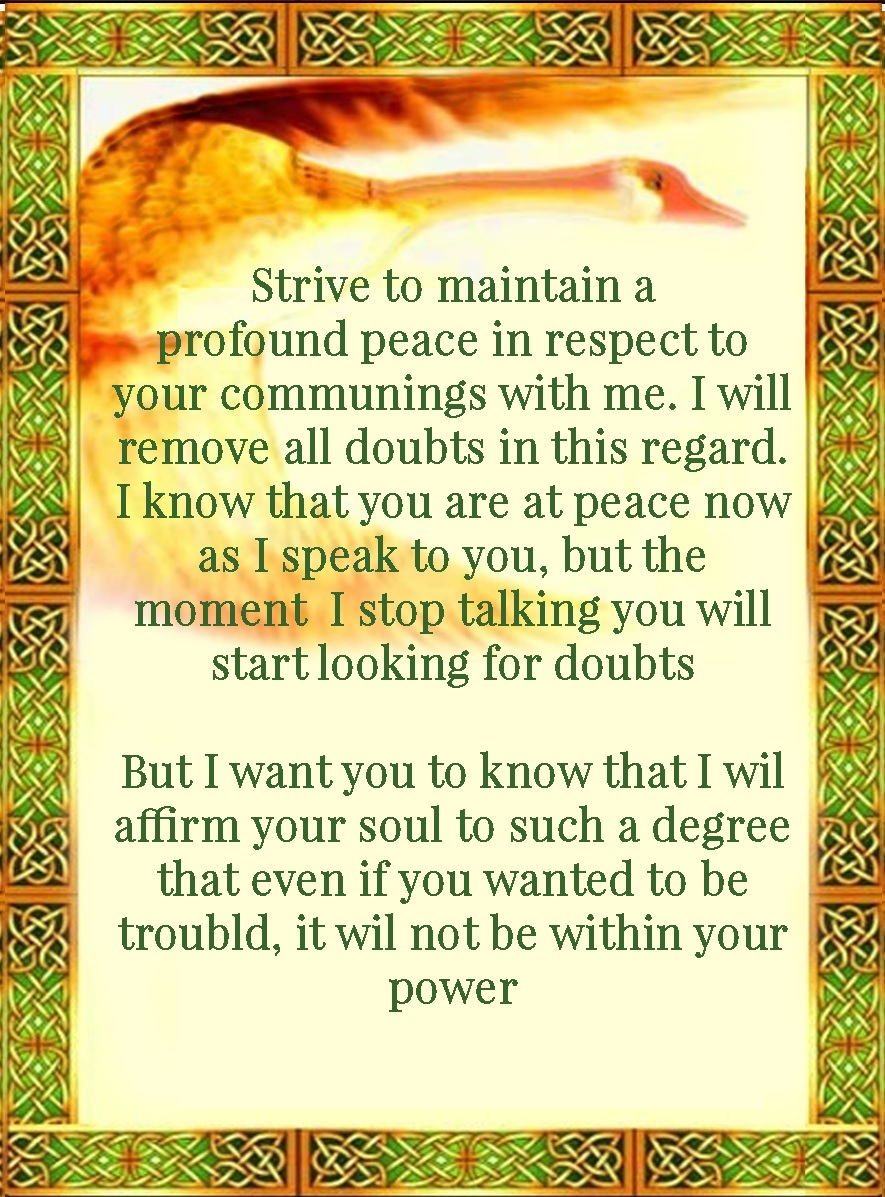 Strive to maintain a
profound peace in respect to
your communings with me. I will
remove all doubts in this regard.
I know that you are at peace now
as I speak to you, but the
moment I stop talking you will
start looking for doubts
But I want you to know that I wil
affirm your soul to such a degree
that even if you wanted to be
troubld, it wil not be within your
power